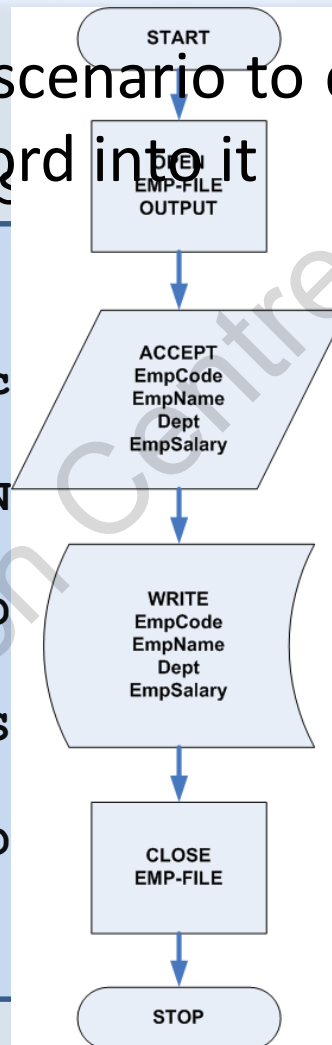 START
scenario to
ord into it
OPEN
EMP-FILE
OUTPUT
ACCEPT
EmpCode
EmpName
Dept
EmpSalary
WRITE
EmpCode
EmpName
Dept
EmpSalary
CLOSE
EMP-FILE
STOP